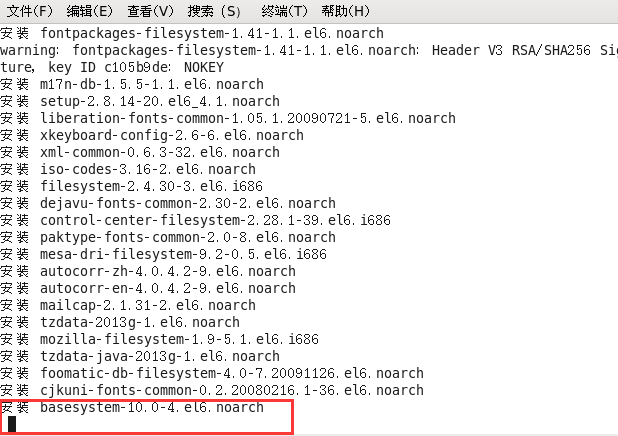 文件(F) 编辑(E) 查看(V) 搜索 (S) 终端(T) 帮助(H)
安装 fontpackages-filesystem-1.41-1.1.el6.noarch
warning: fontpackages-filesystem-1.41-1.1.el6.noarch: Header V3 RSA/SHA256 Sig
ture, key ID c105b9de: NOKEY
安装 m17n-db-1.5.5-1.1.el6.noarch
安装 setup-2.8.14-20.el6_4.1.noarch
安装 liberation-fonts-common-1.05.1.20090721-5.el6.noarch
安装 xkeyboard-config-2.6-6.el6.noarch
安装 xml-common-0.6.3-32.el6.noarch
安装 iso-codes-3.16-2.el6.noarch
安装 filesystem-2.4.30-3.el6.i686
安装 dejavu-fonts-common-2.30-2.el6.noarch
安装 control-center-filesystem-2.28.1-39.el6.i686
安装 paktype-fonts-common-2.0-8.el6.noarch
安装 mesa-dri-filesystem-9.2-0.5.el6.i686
安装 autocorr-zh-4.0.4.2-9.el6.noarch
安装 autocorr-en-4.0.4.2-9.el6.noarch
安装 mailcap-2.1.31-2.el6.noarch
安装 tzdata-2013g-1.el6.noarch
安装 mozilla-filesystem-1.9-5.1.el6.i686
安装 tzdata-java-2013g-1.el6.noarch
安装 foomatic-db-filesystem-4.0-7.20091126.el6.noarch
安装 cjkuni-fonts-common-0.2.20080216.1-36.el6.noarch
安装 basesystem-10.0-4.el6.noarch